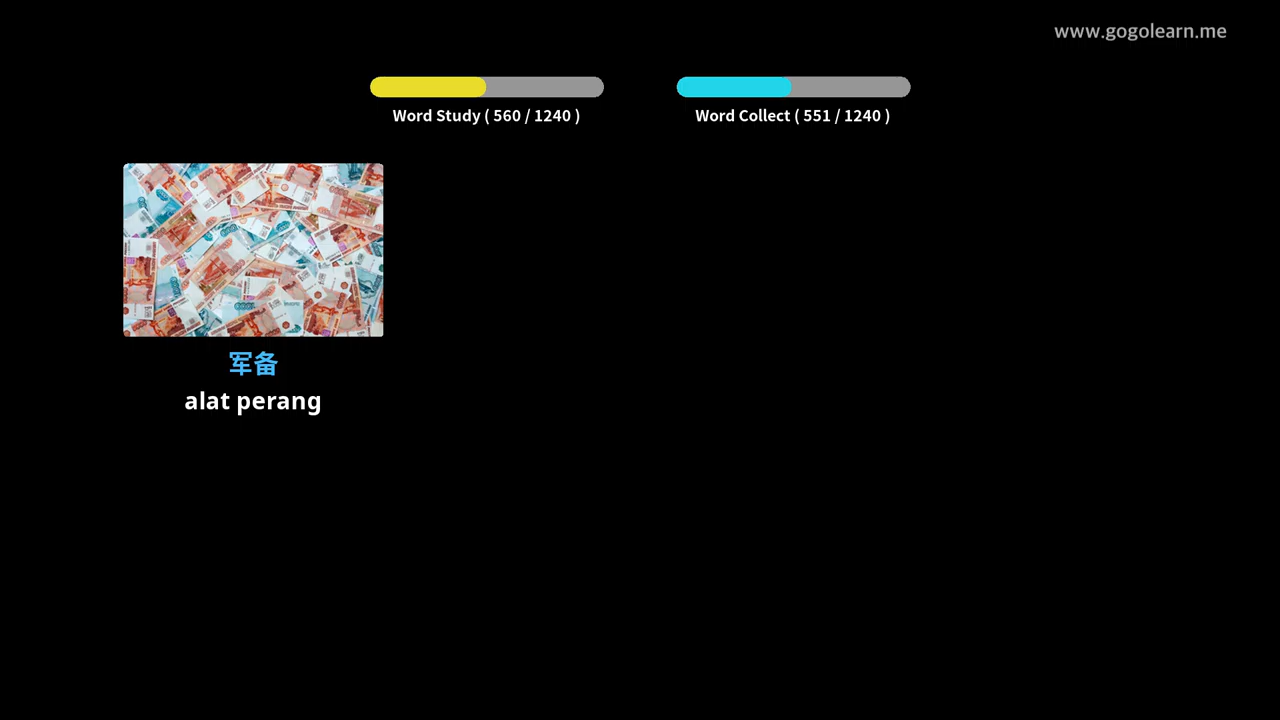 www.gogolearn.me
Word Study ( 560 / 1240 )
Word Collect ( 551 / 1240 )
军备
alat perang